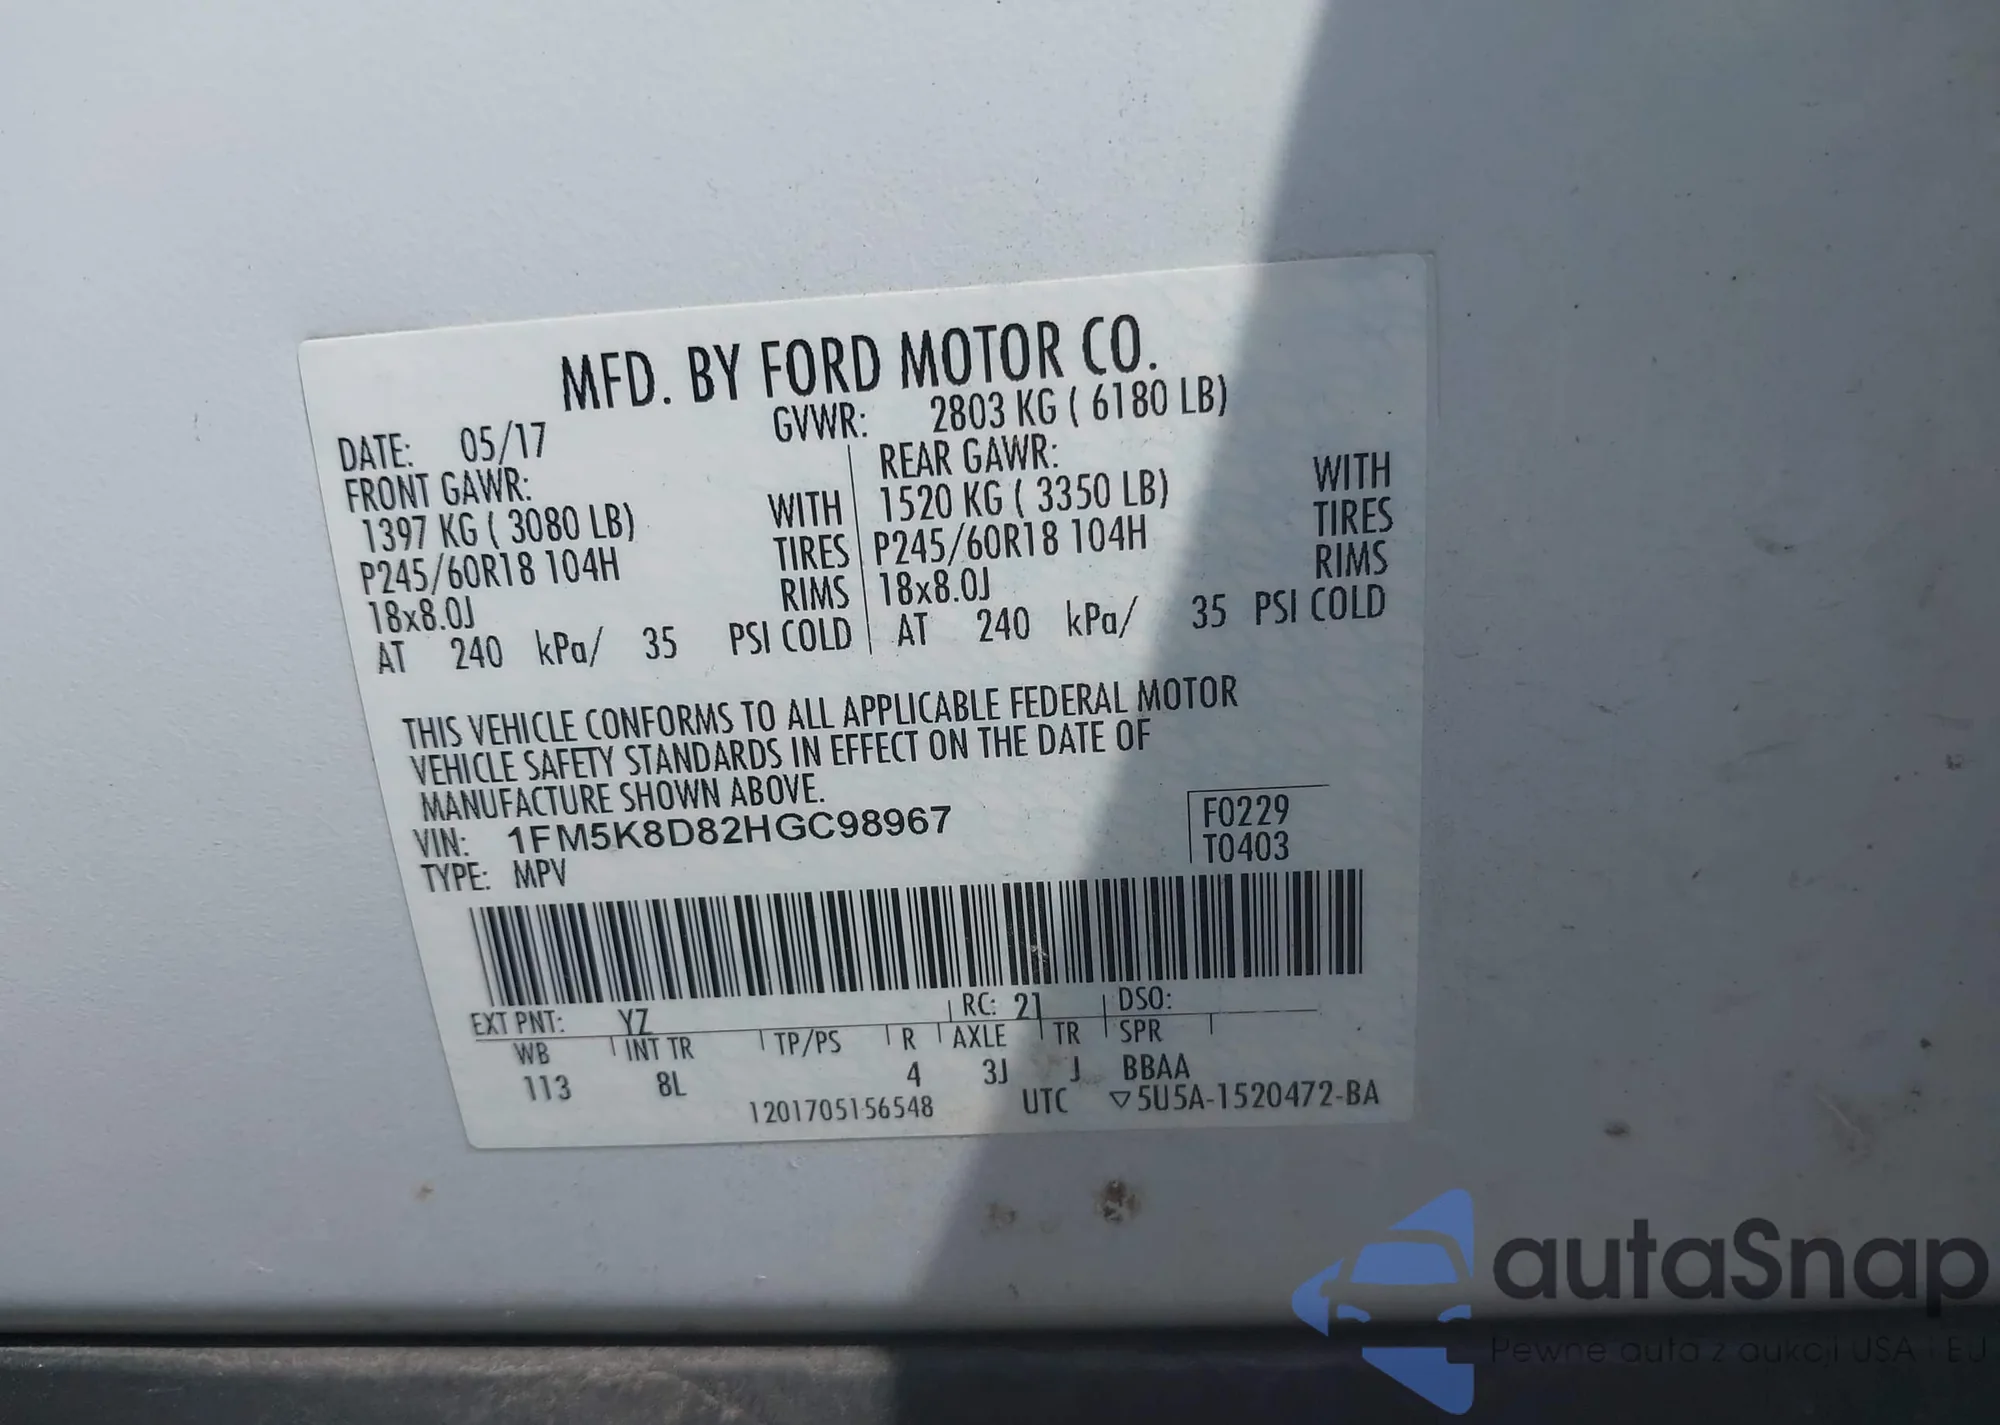 MFD. BY FORD MOTOR CO.
DATE: 05/17 GVWR: 2803 KG ( 6180 LB)
FRONT GAWR: REAR GAWR:
1397 KG ( 3080 LB) WITH 1520 KG ( 3350 LB) WITH
P245/60R18 104H TIRES P245/60R18 104H TIRES
18x8.0J RIMS 18x8.0J RIMS
AT 240 kPa/ 35 PSI COLD AT 240 kPa/ 35 PSI COLD
THIS VEHICLE CONFORMS TO ALL APPLICABLE FEDERAL MOTOR
VEHICLE SAFETY STANDARDS IN EFFECT ON THE DATE OF
MANUFACTURE SHOWN ABOVE.
VIN: 1FM5K8D82HGC98967 F0229
TYPE: MPV T0403
EXT PNT: YZ RC: 21 DSO:
WB INT TR TP/PS R AXLE TR SPR
113 8L 4 3J J BBAA
1201705156548 UTC ▽5U5A-1520472-BA
autaSnap
Pewne auta z aukcji USA i EU